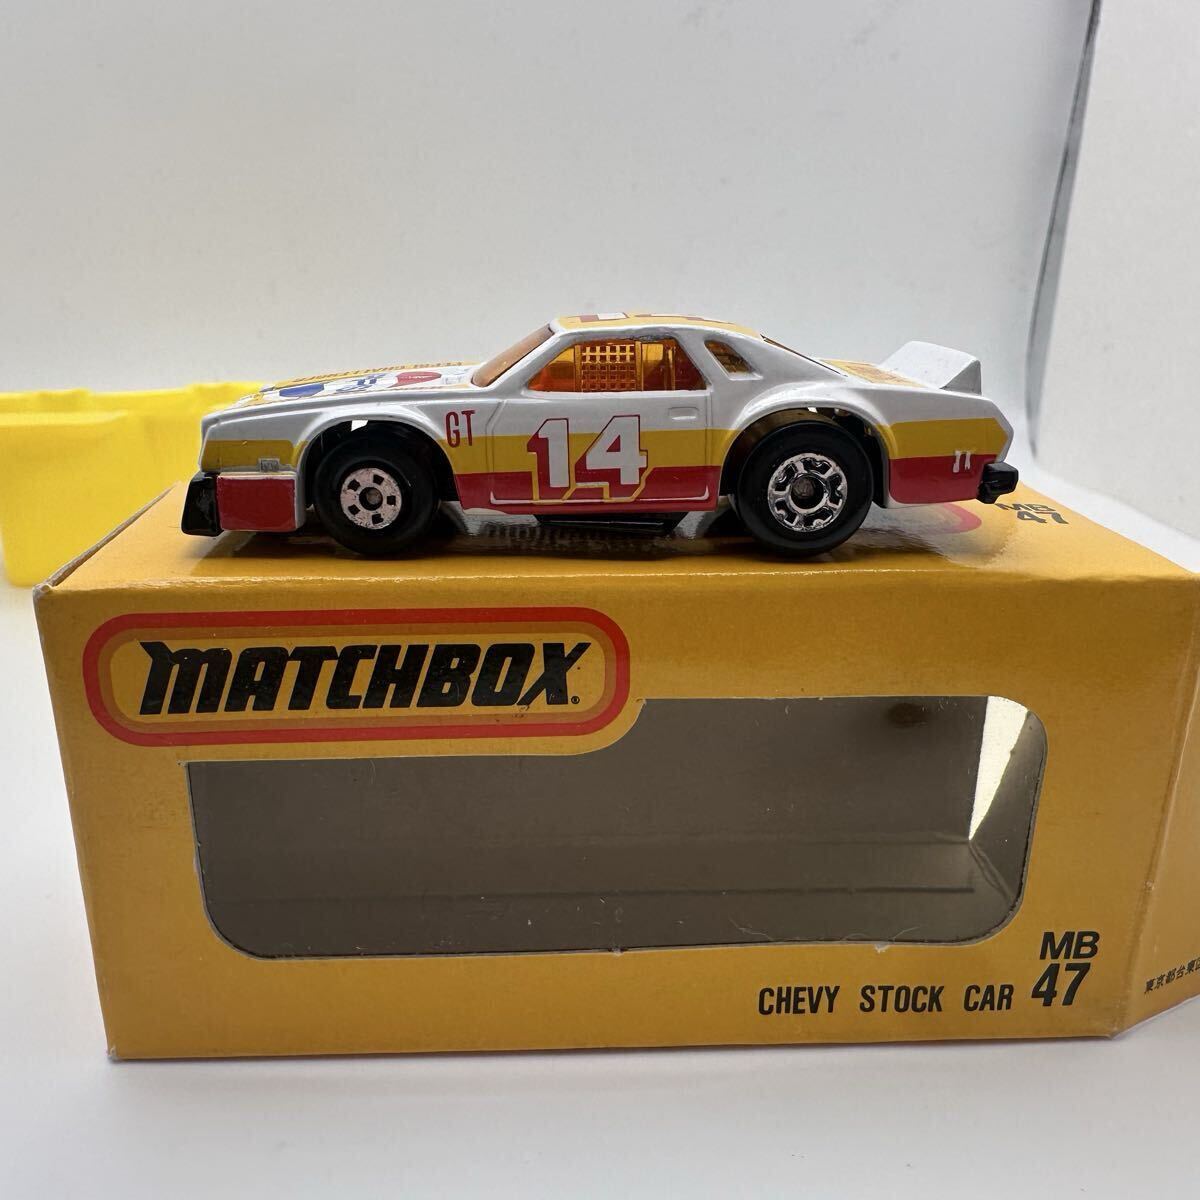 GT
14
MB
47
MATCHBOX®
MB
CHEVY STOCK CAR 47
東京都台東区